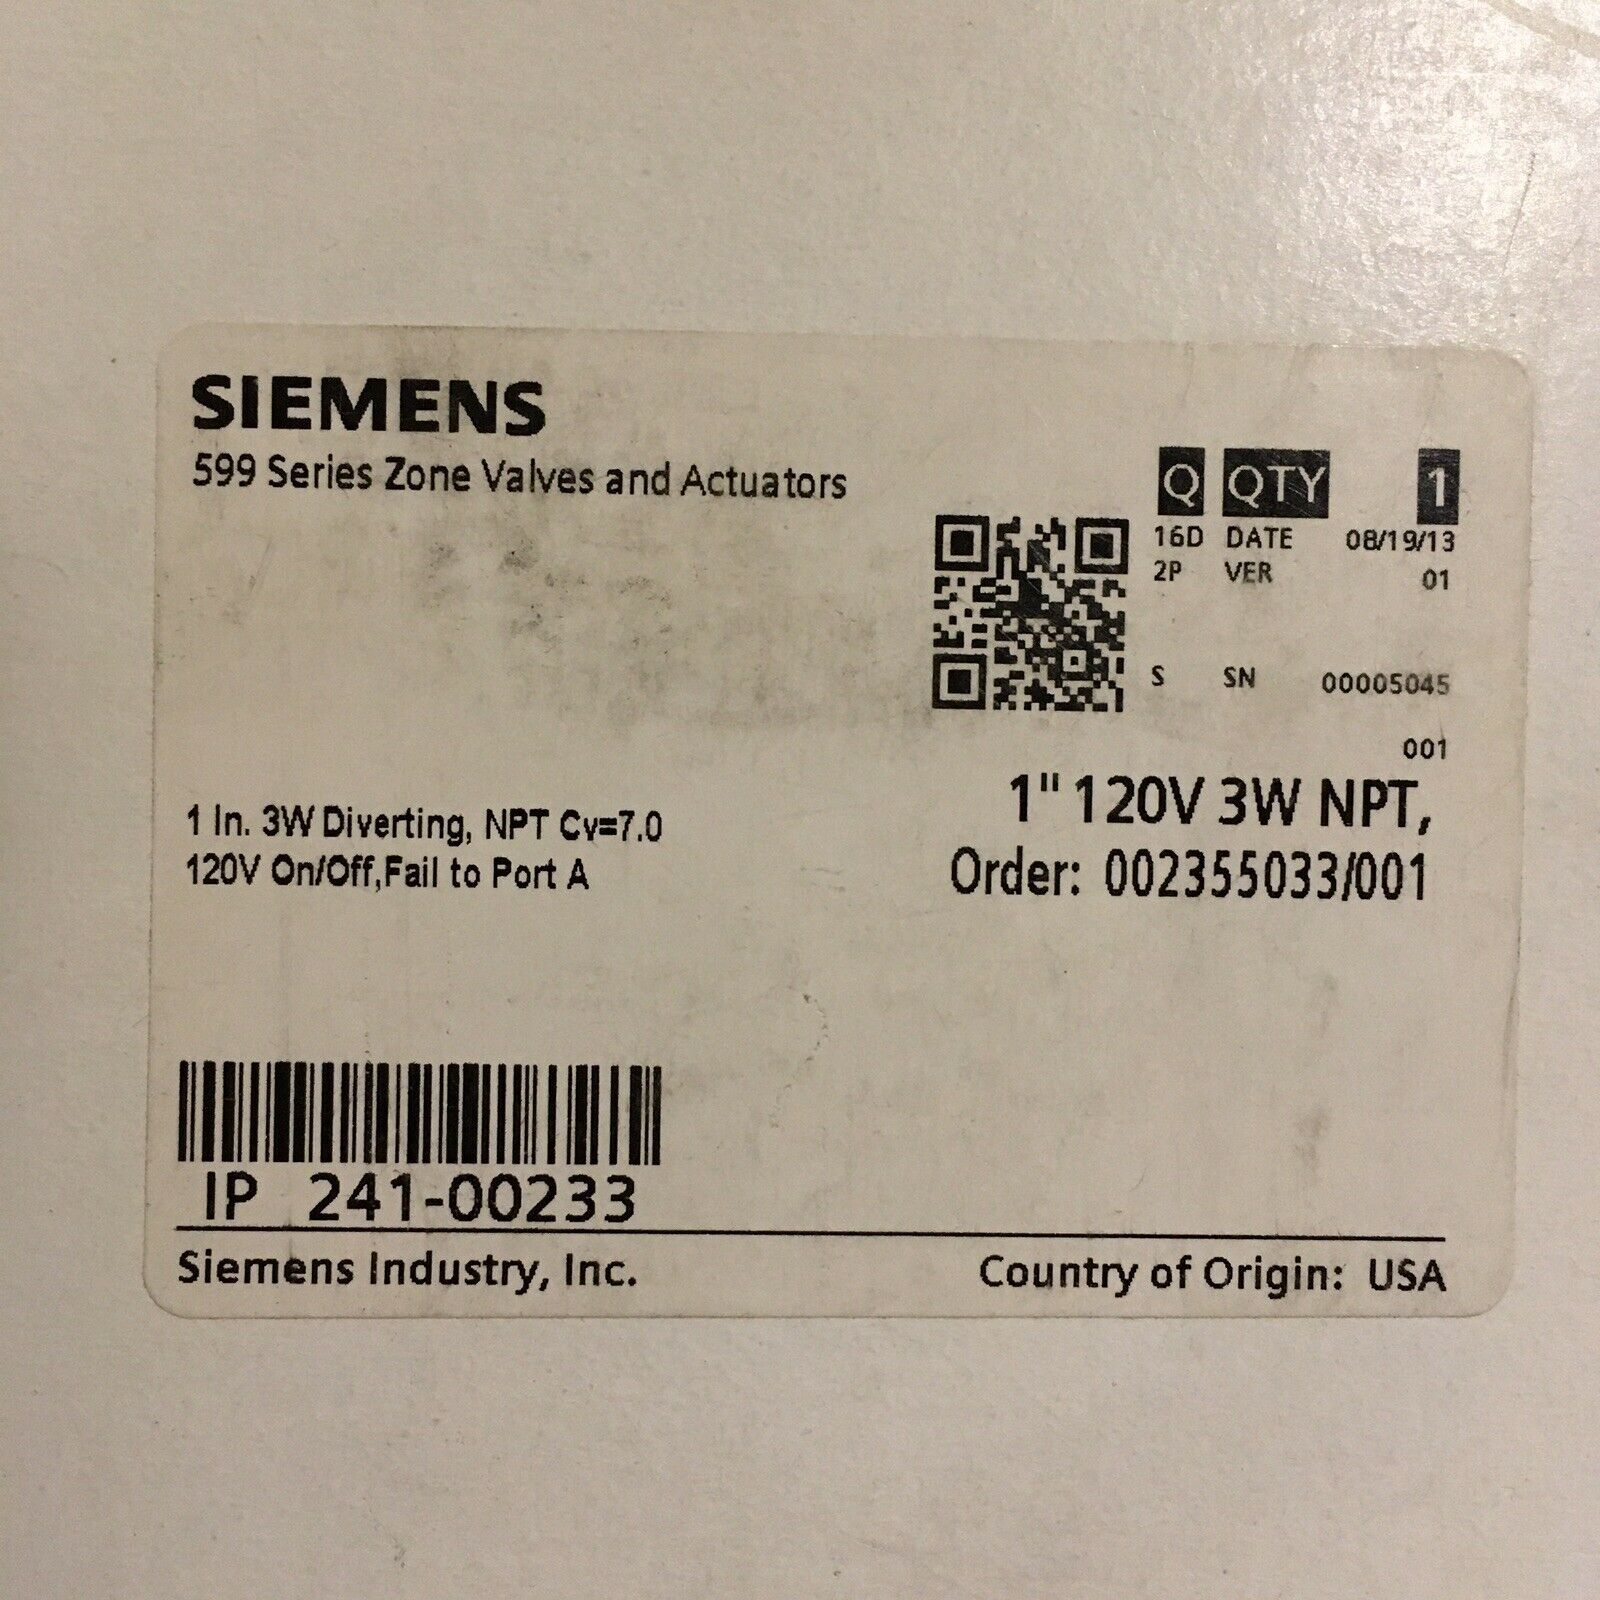 SIEMENS
599 Series Zone Valves and Actuators
Q QTY 1
16D DATE 08/19/13
2P VER 01
S SN 00005045
001
1" 120V 3W NPT,
Order: 002355033/001
1 In. 3W Diverting, NPT Cv=7.0
120V On/Off,Fail to Port A
IP 241-00233
Siemens Industry, Inc. Country of Origin: USA